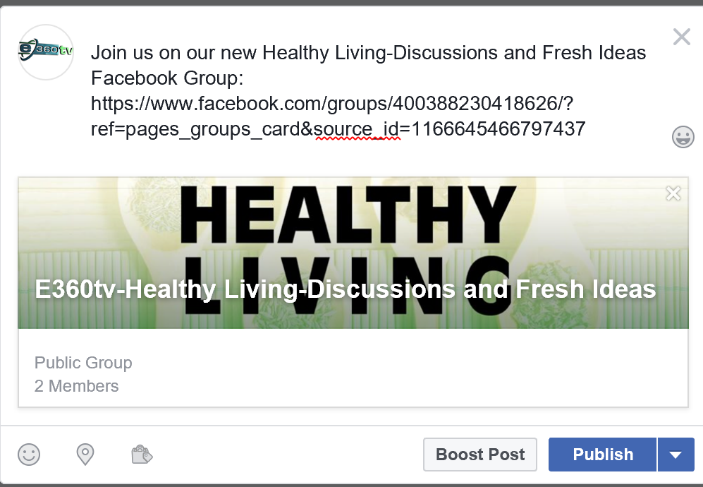 e360tv
Join us on our new Healthy Living-Discussions and Fresh Ideas
Facebook Group:
https://www.facebook.com/groups/400388230418626/?
ref=pages_groups_card&source_id=1166645466797437
HEALTHY
LIVING
E360tv-Healthy Living-Discussions and Fresh Ideas
Public Group
2 Members
Boost Post
Publish